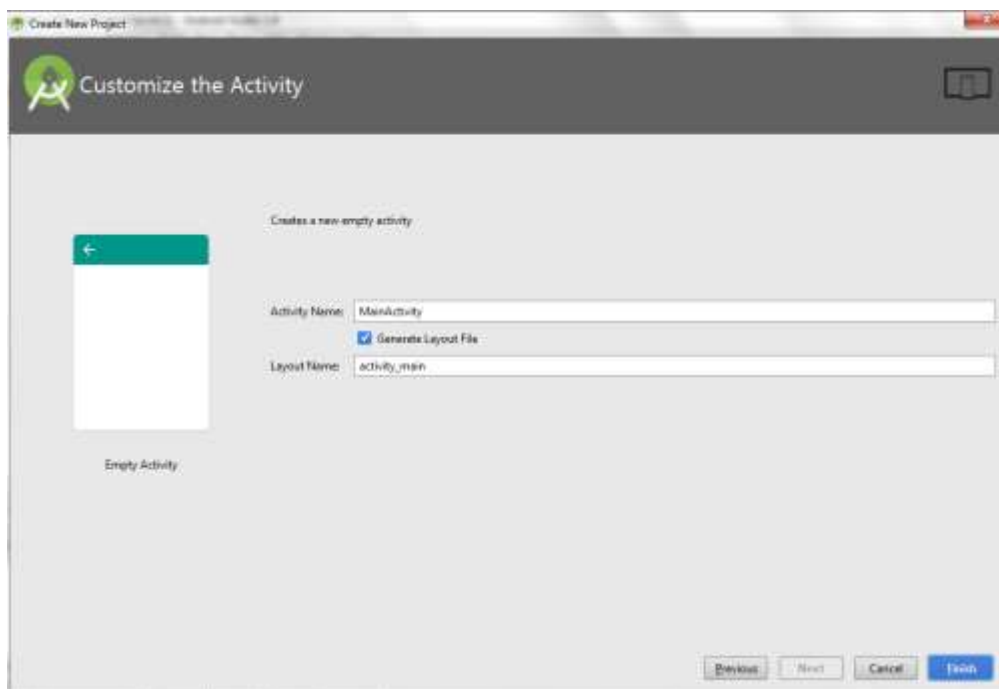 Create New Project
Customize the Activity
Creates a new empty activity
Activity Name: MainActivity
Generate Layout File
Layout Name: activity_main
Empty Activity
Previous Next Cancel Finish